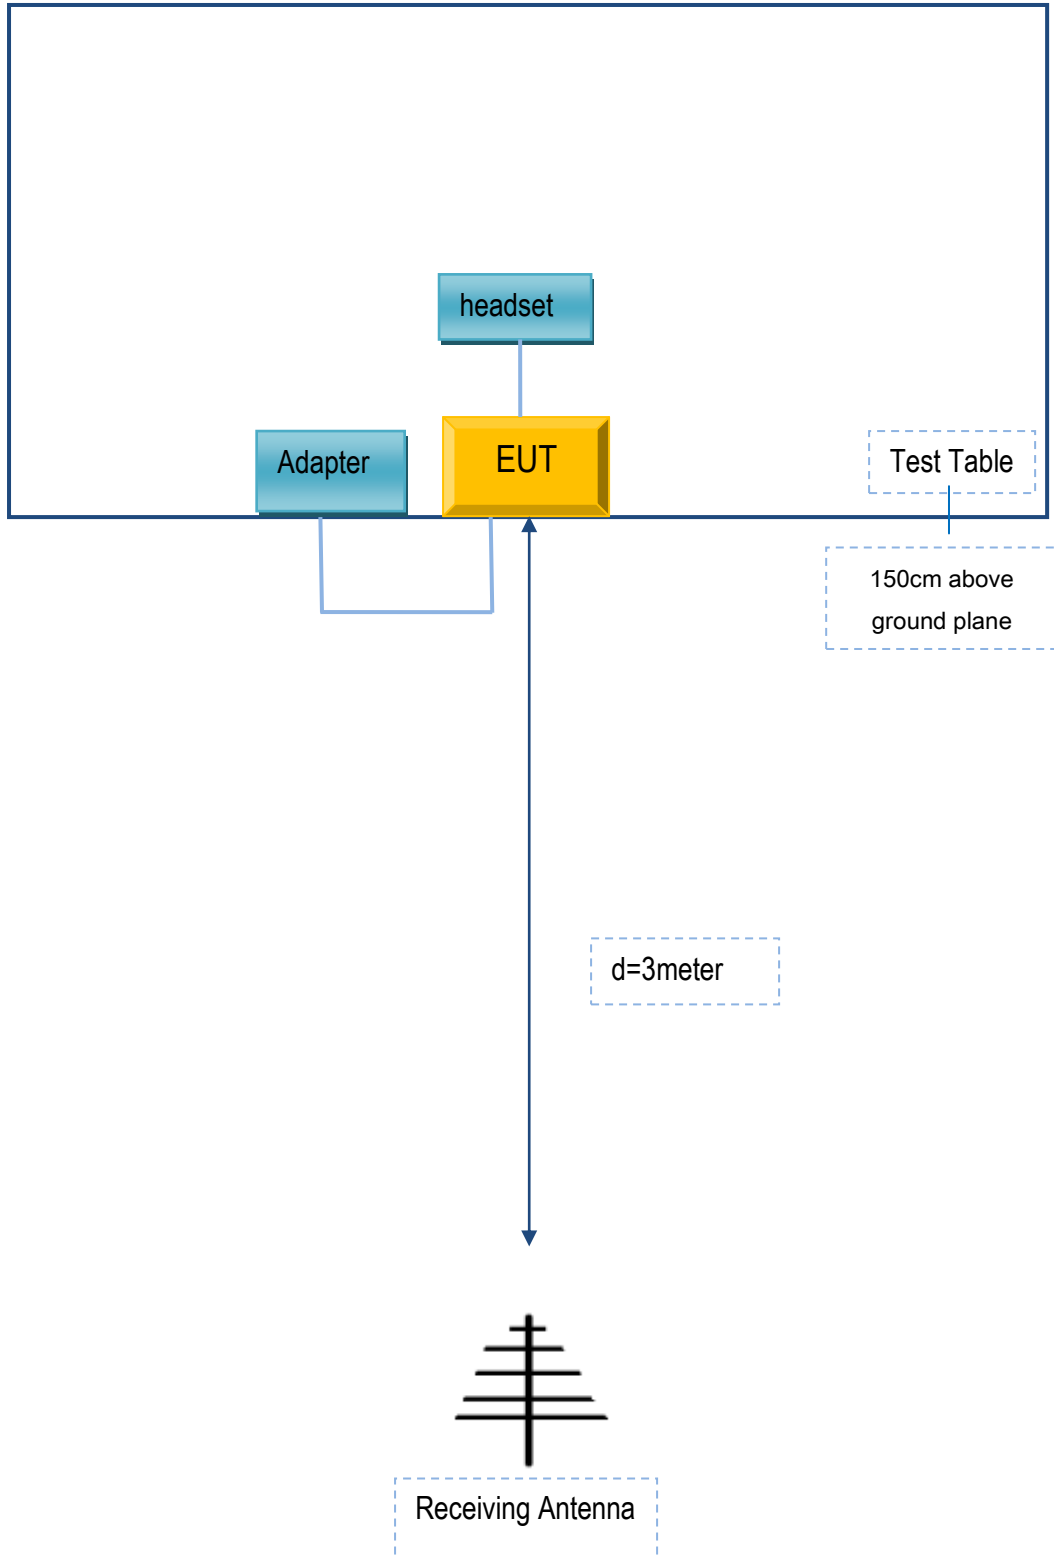 headset
Adapter
EUT
Test Table
150cm above
ground plane
d=3meter
Receiving Antenna